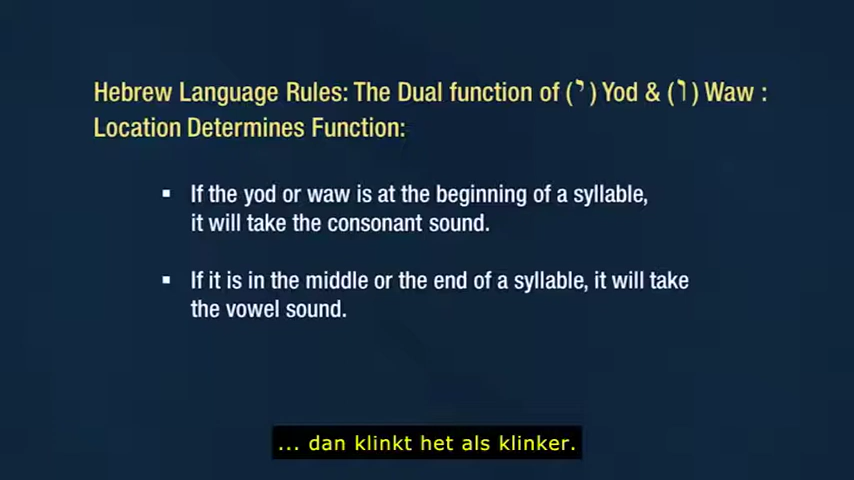 Hebrew Language Rules: The Dual function of (י) Yod & (ו) Waw :
Location Determines Function:
▪ If the yod or waw is at the beginning of a syllable,
it will take the consonant sound.
▪ If it is in the middle or the end of a syllable, it will take
the vowel sound.
... dan klinkt het als klinker.